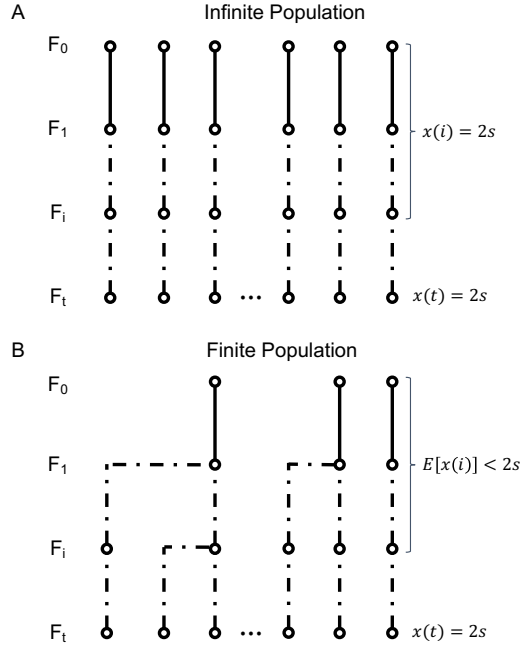 A
Infinite Population
F₀
F₁
x(i) = 2s
Fᵢ
Fₜ
...
x(t) = 2s
B
Finite Population
F₀
F₁
E[x(i)] < 2s
Fᵢ
Fₜ
...
x(t) = 2s